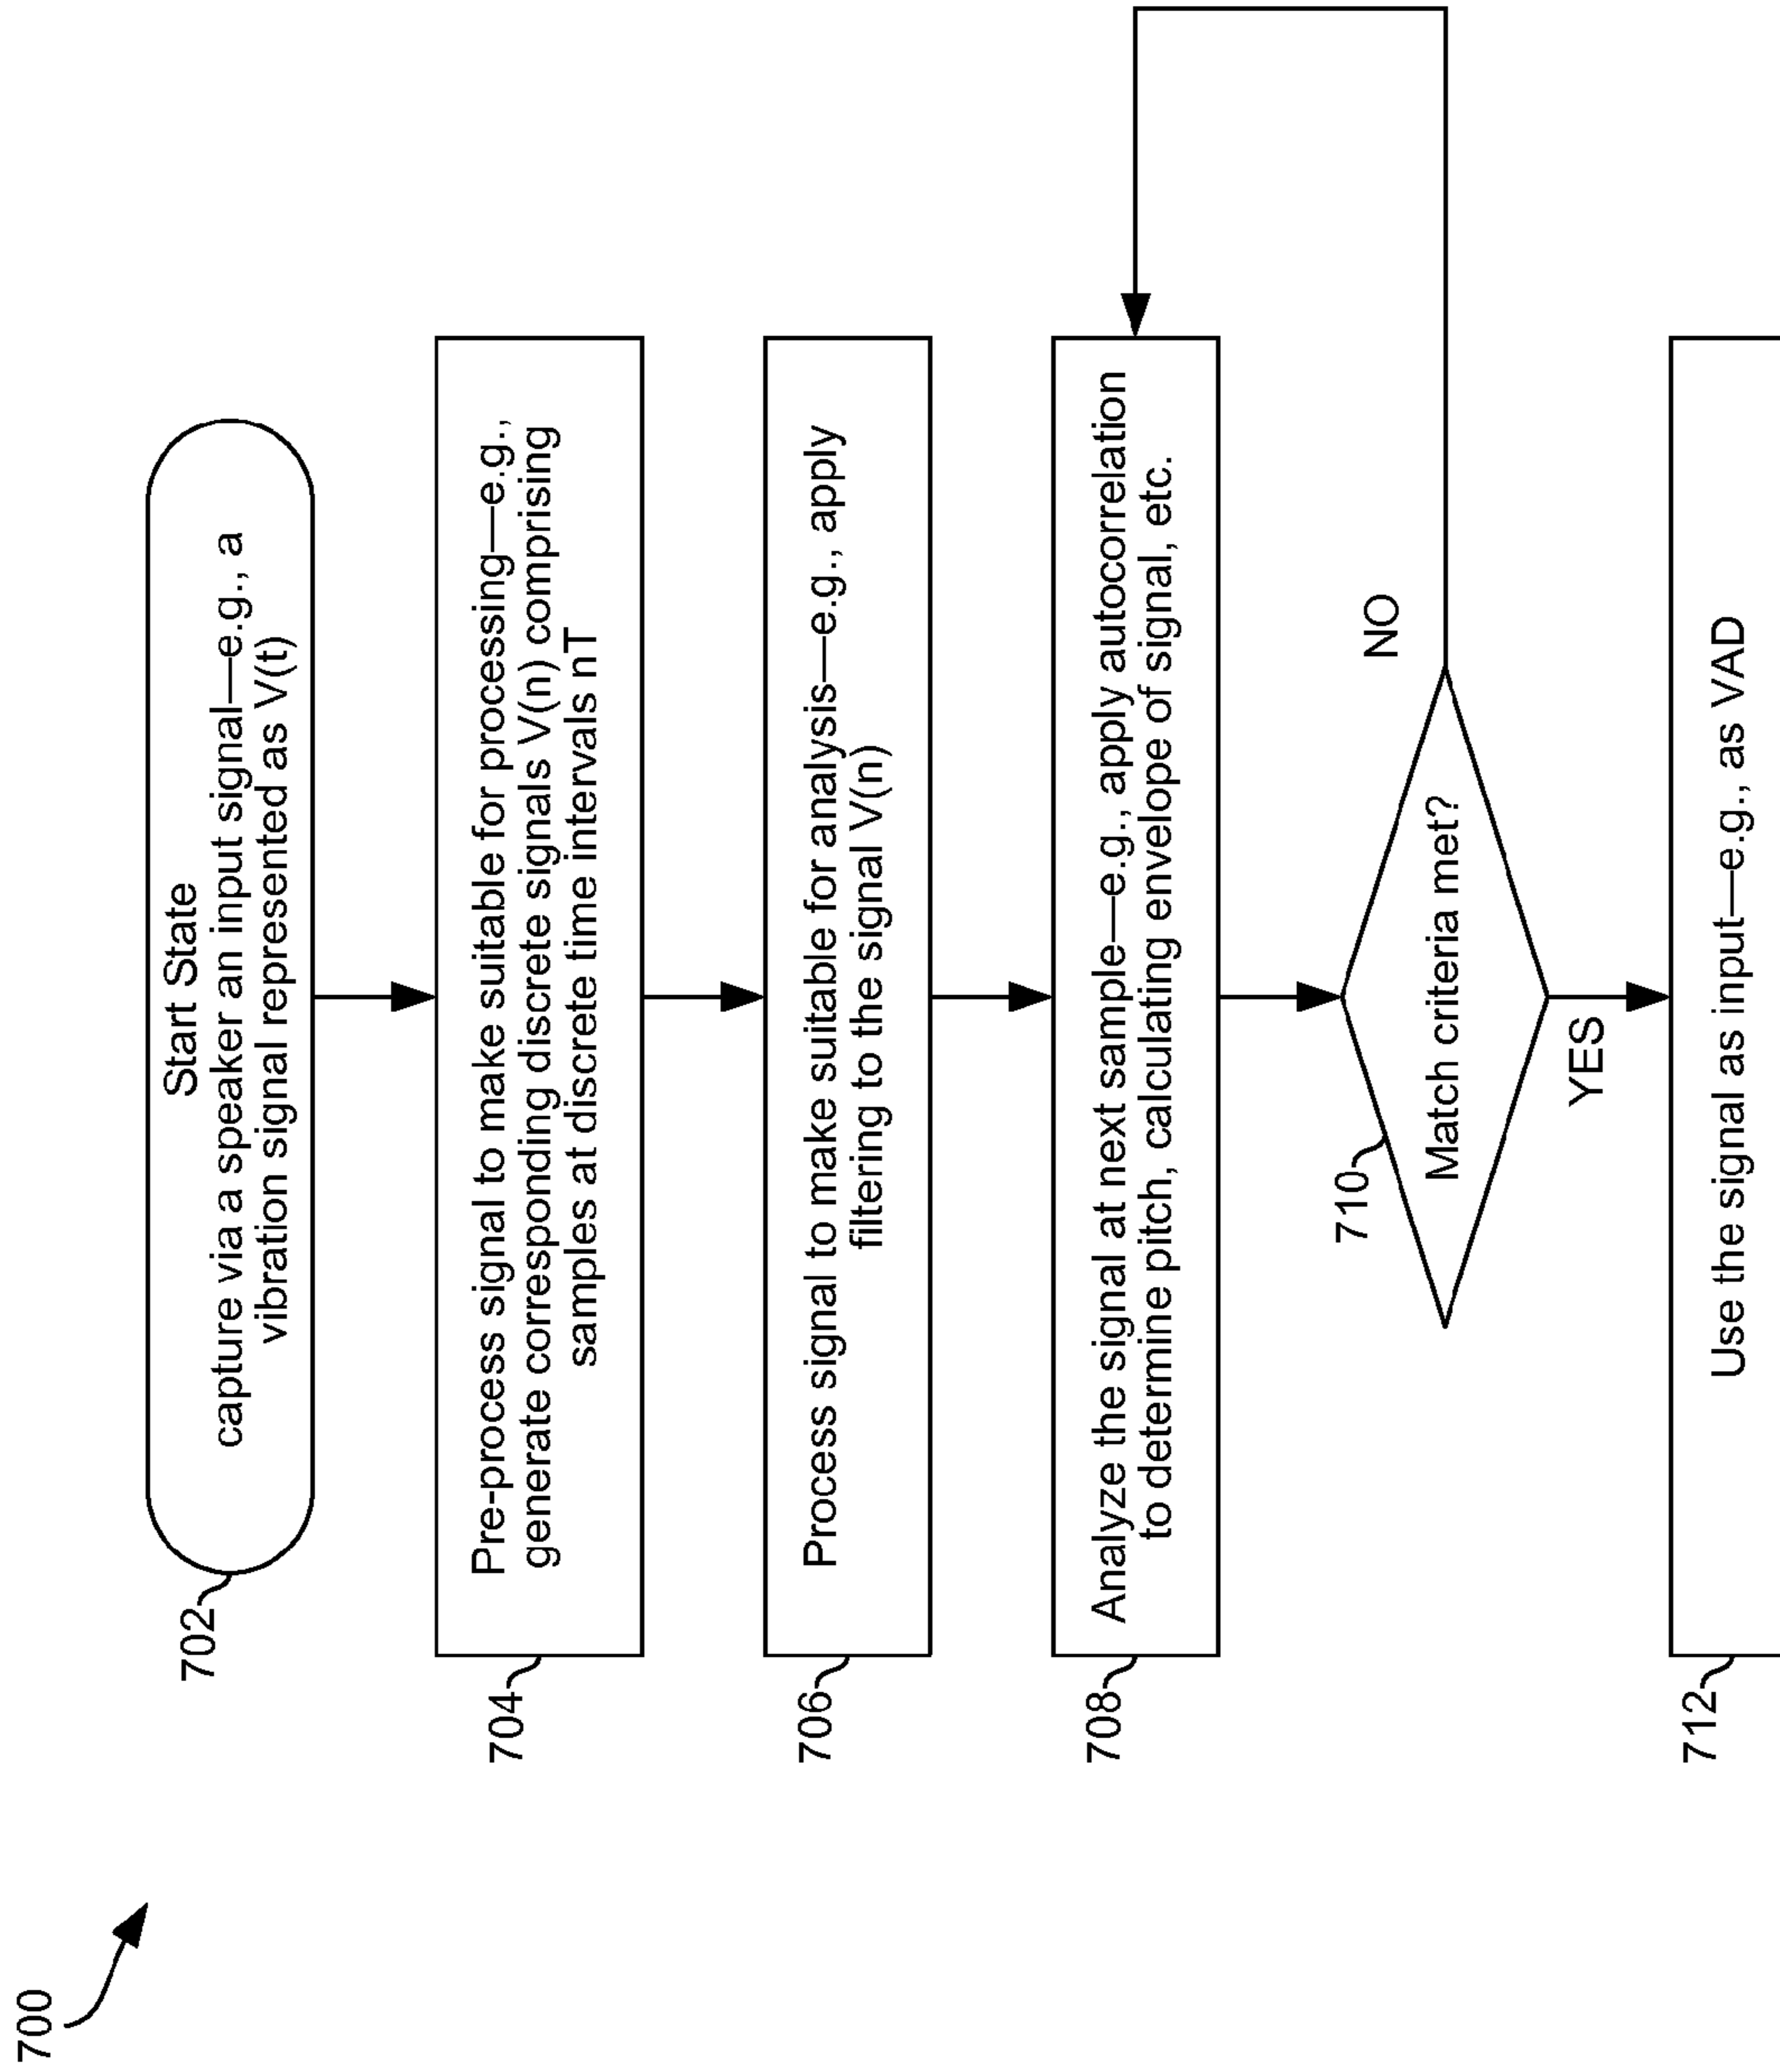 700
702
Start State
capture via a speaker an input signal—e.g., a
vibration signal represented as V(t)
704
Pre-process signal to make suitable for processing—e.g.,
generate corresponding discrete signals V(n) comprising
samples at discrete time intervals nT
706
Process signal to make suitable for analysis—e.g., apply
filtering to the signal V(n)
708
Analyze the signal at next sample—e.g., apply autocorrelation
to determine pitch, calculating envelope of signal, etc.
710
Match criteria met?
NO
YES
712
Use the signal as input—e.g., as VAD